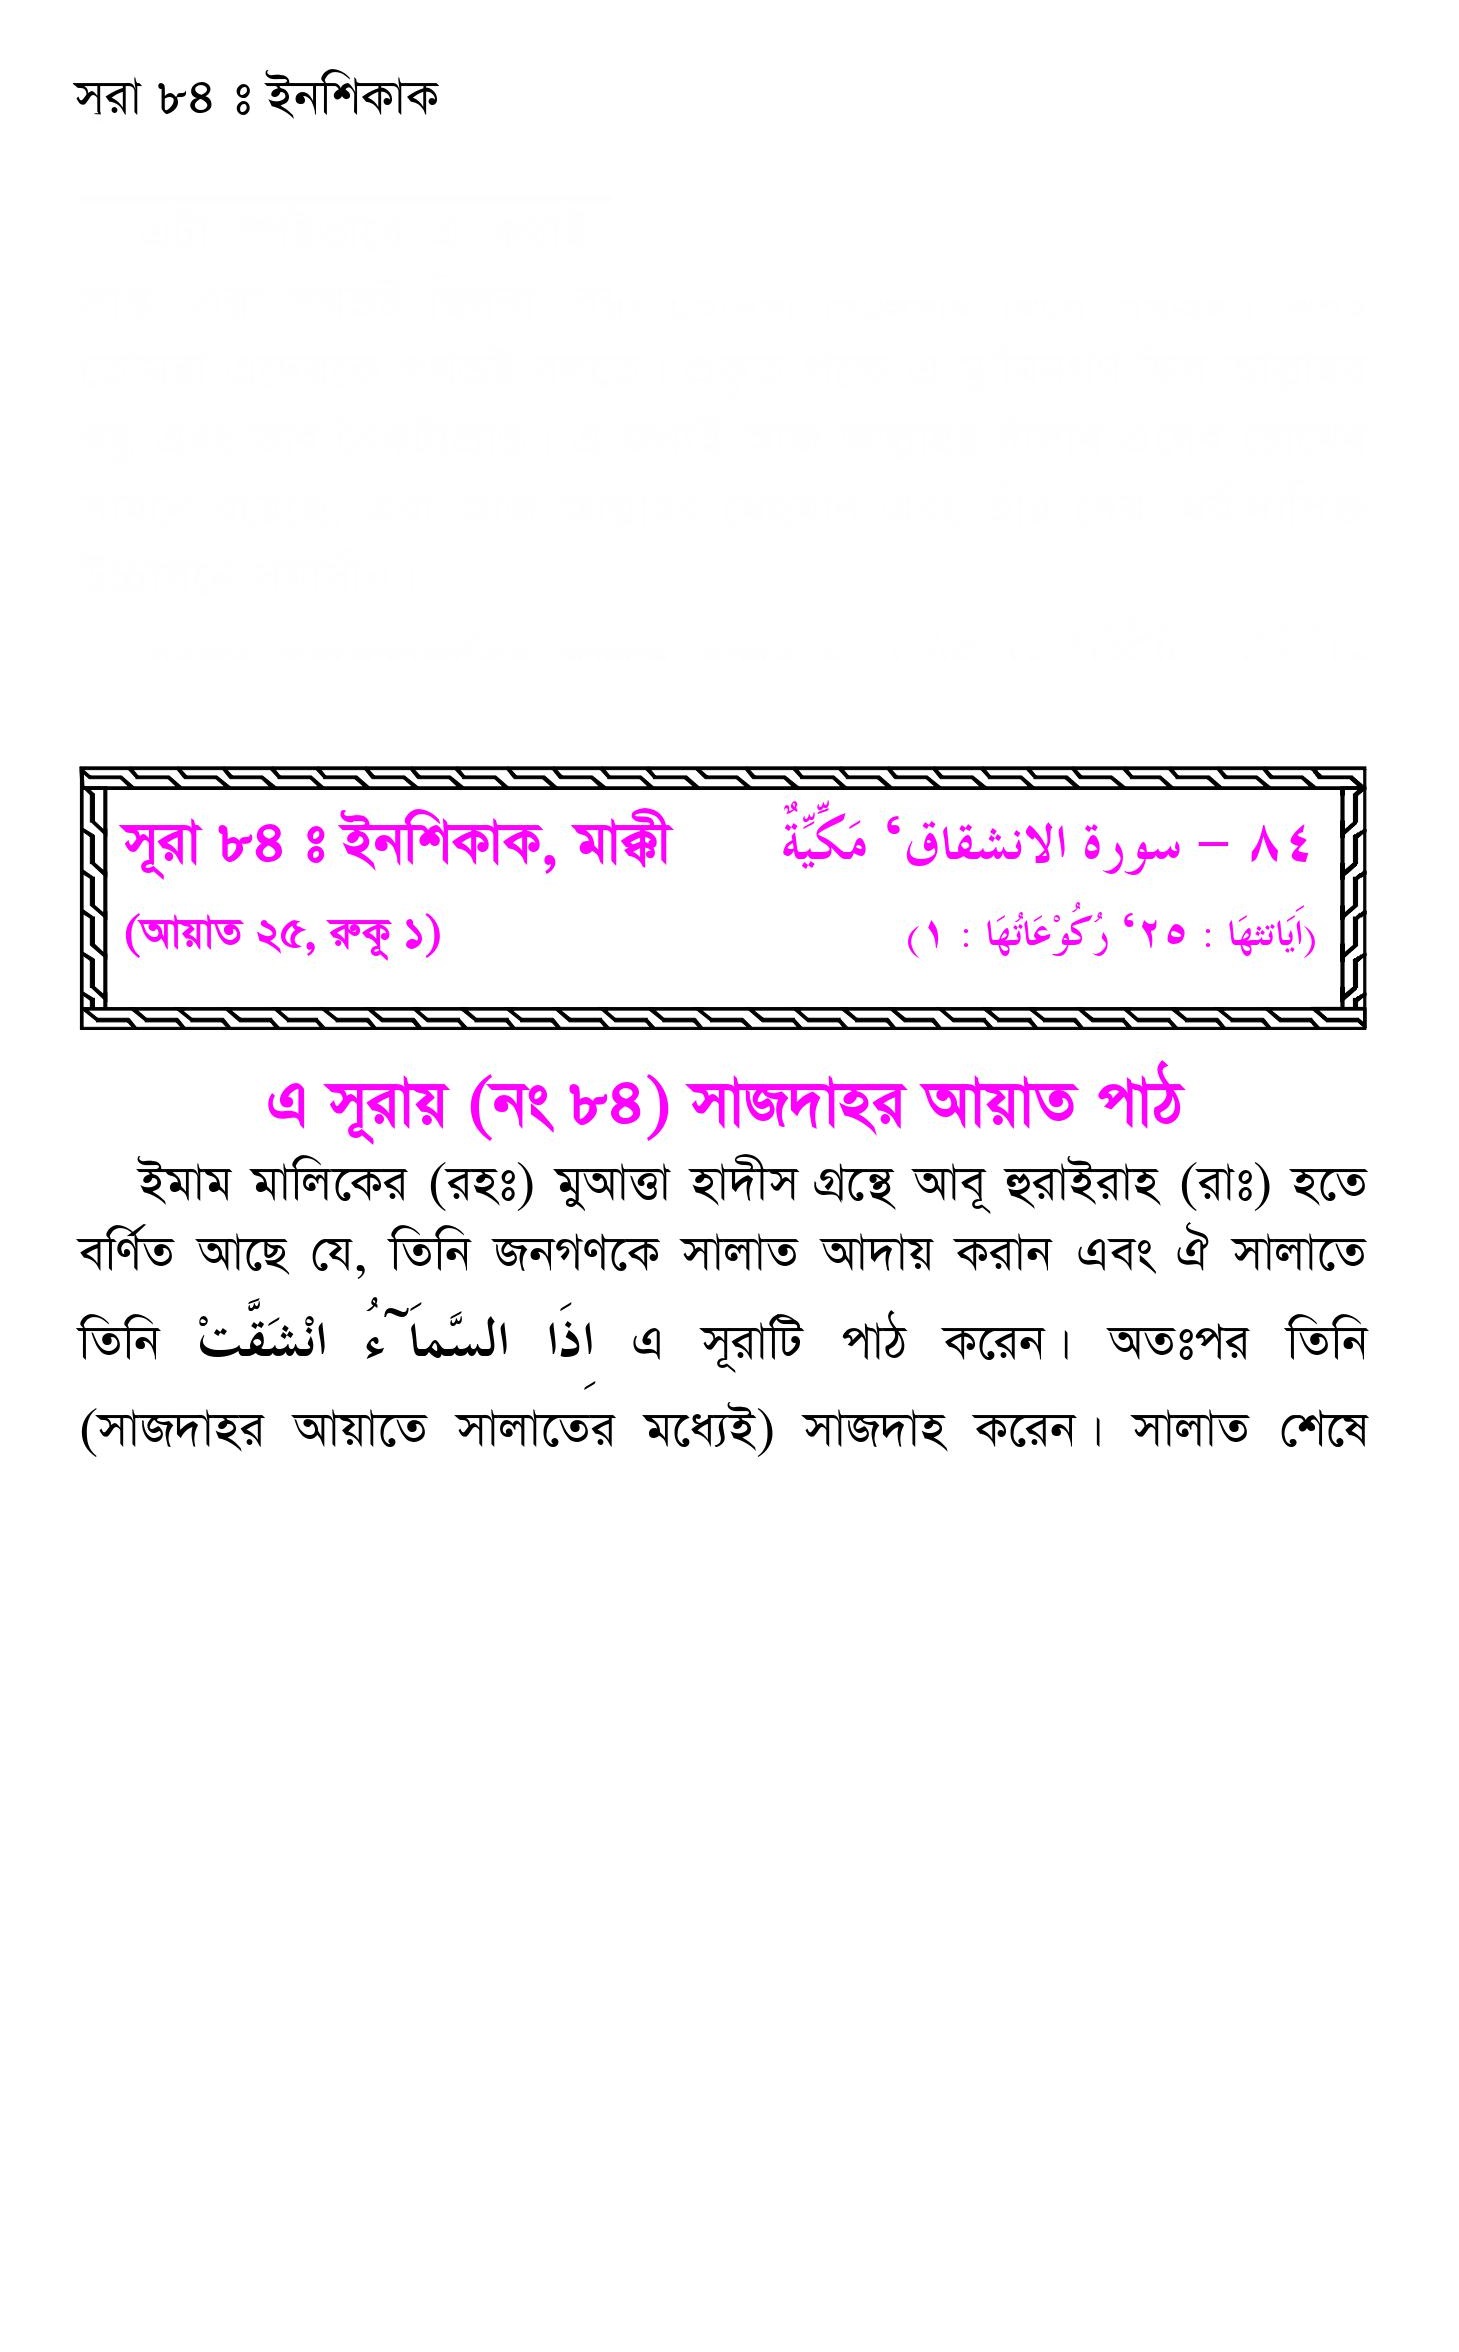 সূরা ৮৪ ঃ ইনশিকাক
সূরা ৮৪ ঃ ইনশিকাক, মাক্কী ٨٤ – سورة الانشقاق‘ مَكِّيَّةٌ
(আয়াত ২৫, রুকূ ১) (اَيَاتثهَا : ٢٥‘ رُكُوْعَاتُهَا : ١)
এ সূরায় (নং ৮৪) সাজদাহর আয়াত পাঠ
ইমাম মালিকের (রহঃ) মুআত্তা হাদীস গ্রন্থে আবূ হুরাইরাহ (রাঃ) হতে
বর্ণিত আছে যে, তিনি জনগণকে সালাত আদায় করান এবং ঐ সালাতে
তিনি اِذَا السَّمَآءُ انْشَقَّتْ এ সূরাটি পাঠ করেন। অতঃপর তিনি
(সাজদাহর আয়াতে সালাতের মধ্যেই) সাজদাহ করেন। সালাত শেষে